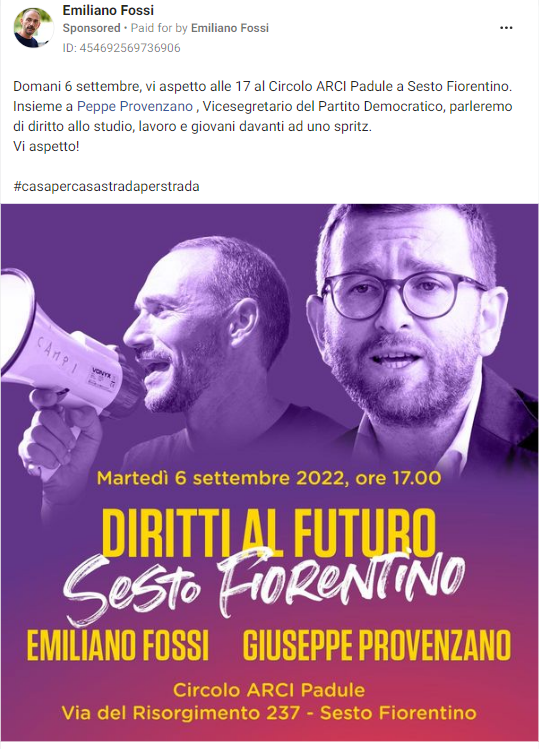 Emiliano Fossi
Sponsored • Paid for by Emiliano Fossi
ID: 454692569736906
Domani 6 settembre, vi aspetto alle 17 al Circolo ARCI Padule a Sesto Fiorentino.
Insieme a Peppe Provenzano , Vicesegretario del Partito Democratico, parleremo
di diritto allo studio, lavoro e giovani davanti ad uno spritz.
Vi aspetto!
#casapercasastradaperstrada
CAMPI
VONYX
Martedì 6 settembre 2022, ore 17.00
DIRITTI AL FUTURO
SESTO FIORENTINO
EMILIANO FOSSI GIUSEPPE PROVENZANO
Circolo ARCI Padule
Via del Risorgimento 237 - Sesto Fiorentino